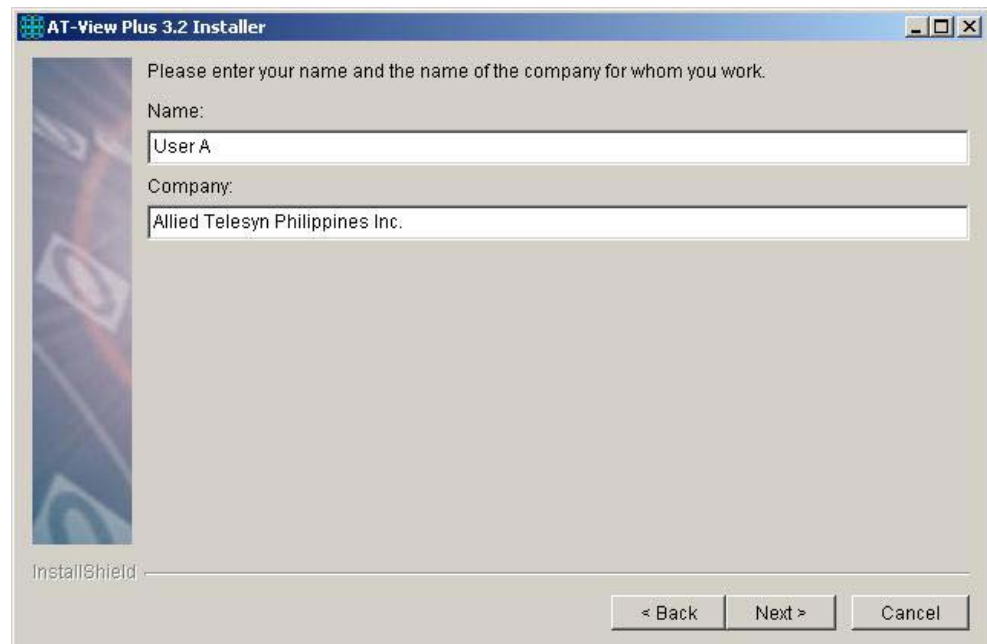 AT-View Plus 3.2 Installer
Please enter your name and the name of the company for whom you work.
Name:
User A
Company:
Allied Telesyn Philippines Inc.
InstallShield
< Back
Next >
Cancel